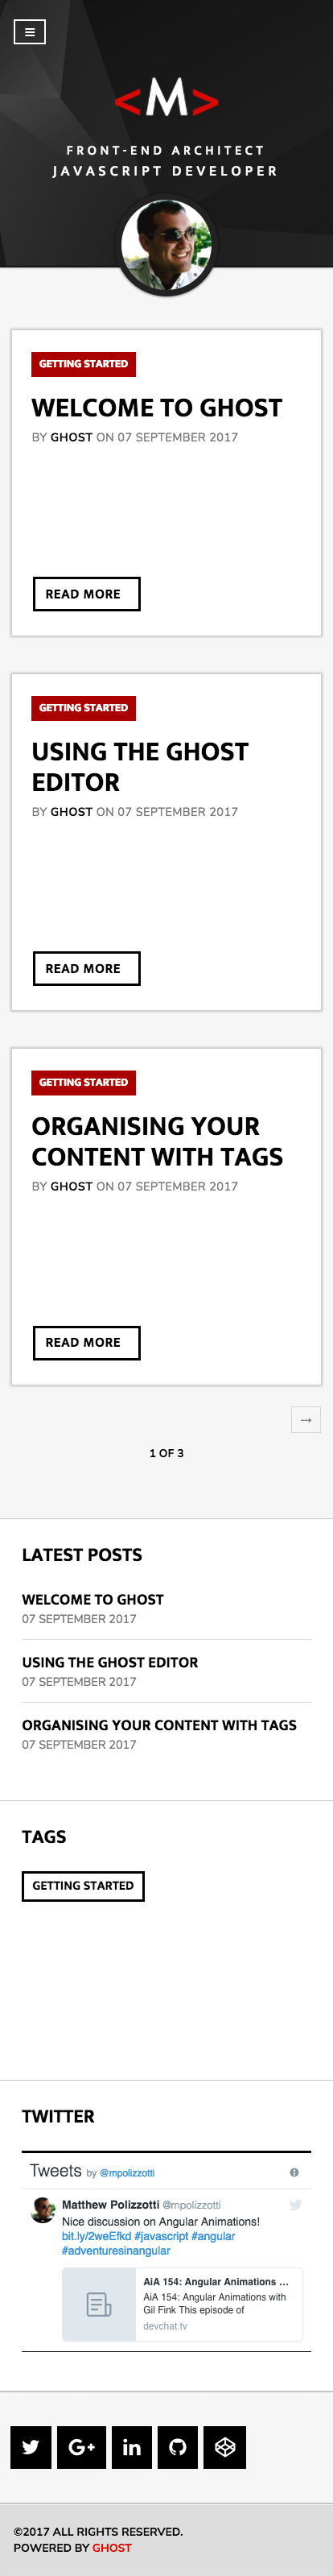 <M>
FRONT-END ARCHITECT
JAVASCRIPT DEVELOPER
GETTING STARTED
WELCOME TO GHOST
BY GHOST ON 07 SEPTEMBER 2017
READ MORE
GETTING STARTED
USING THE GHOST
EDITOR
BY GHOST ON 07 SEPTEMBER 2017
READ MORE
GETTING STARTED
ORGANISING YOUR
CONTENT WITH TAGS
BY GHOST ON 07 SEPTEMBER 2017
READ MORE
→
1 OF 3
LATEST POSTS
WELCOME TO GHOST
07 SEPTEMBER 2017
USING THE GHOST EDITOR
07 SEPTEMBER 2017
ORGANISING YOUR CONTENT WITH TAGS
07 SEPTEMBER 2017
TAGS
GETTING STARTED
TWITTER
Tweets by @mpolizzotti
Matthew Polizzotti @mpolizzotti
Nice discussion on Angular Animations!
bit.ly/2weEfkd #javascript #angular
#adventuresinangular
AiA 154: Angular Animations ...
AiA 154: Angular Animations with
Gil Fink This episode of
devchat.tv
G+
in
©2017 ALL RIGHTS RESERVED.
POWERED BY GHOST